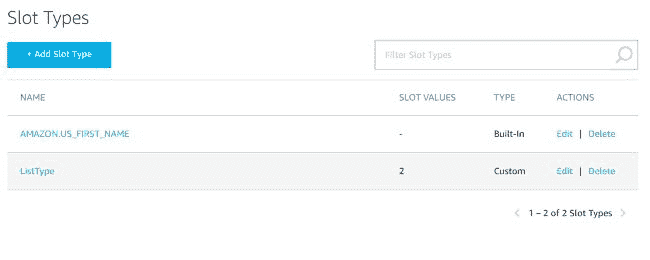 Slot Types
+ Add Slot Type
Filter Slot Types
NAME SLOT VALUES TYPE ACTIONS
AMAZON.US_FIRST_NAME - Built-In Edit | Delete
ListType 2 Custom Edit | Delete
< 1 – 2 of 2 Slot Types >